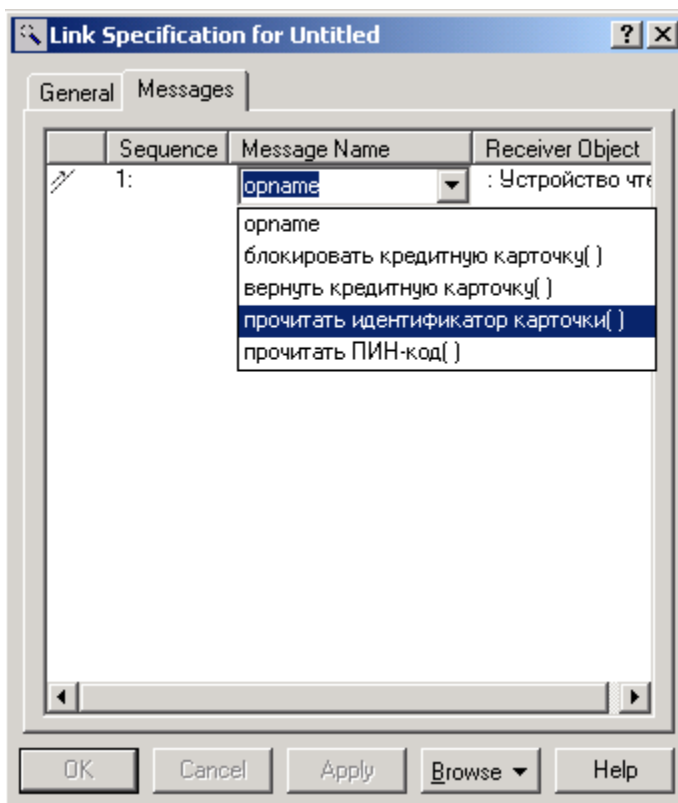 Link Specification for Untitled
General Messages
Sequence Message Name Receiver Object
1: opname : Устройство чте
opname
блокировать кредитную карточку( )
вернуть кредитную карточку( )
прочитать идентификатор карточки( )
прочитать ПИН-код( )
OK Cancel Apply Browse Help